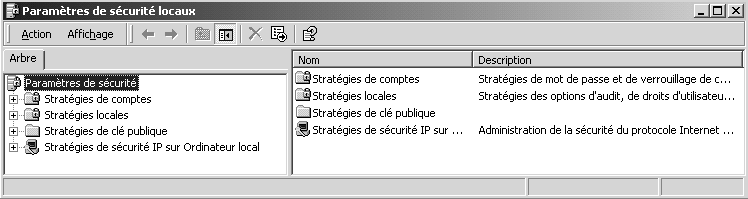 Paramètres de sécurité locaux
Action Affichage
Arbre
Paramètres de sécurité
Stratégies de comptes
Stratégies locales
Stratégies de clé publique
Stratégies de sécurité IP sur Ordinateur local
Nom Description
Stratégies de comptes Stratégies de mot de passe et de verrouillage de c...
Stratégies locales Stratégies des options d'audit, de droits d'utilisateu...
Stratégies de clé publique
Stratégies de sécurité IP sur ... Administration de la sécurité du protocole Internet ...